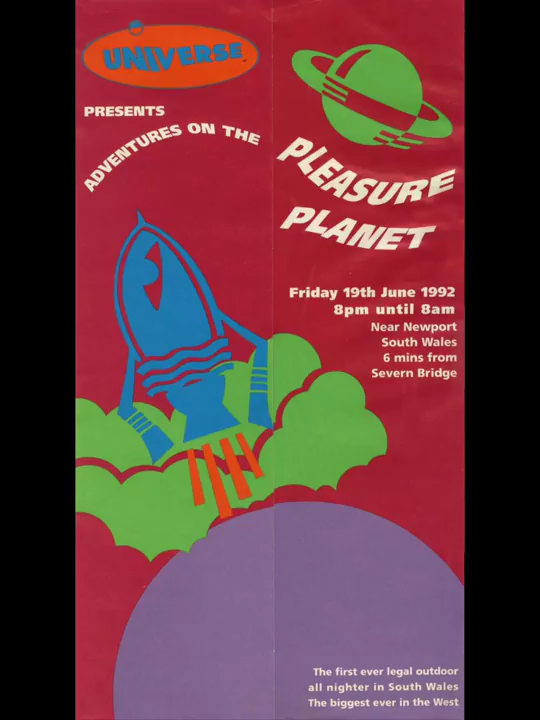 UNIVERSE™
PRESENTS
ADVENTURES ON THE
PLEASURE
PLANET
Friday 19th June 1992
8pm until 8am
Near Newport
South Wales
6 mins from
Severn Bridge
The first ever legal outdoor
all nighter in South Wales
The biggest ever in the West